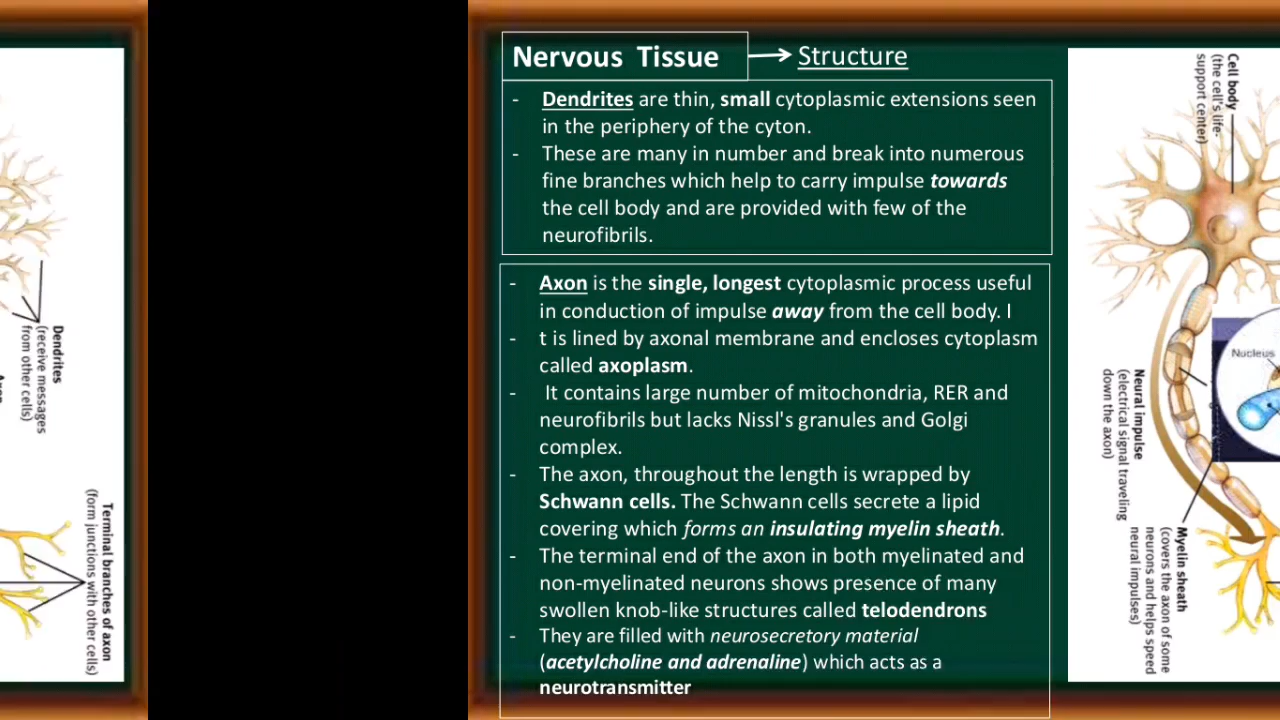 Nervous Tissue
Structure
- Dendrites are thin, small cytoplasmic extensions seen
in the periphery of the cyton.
- These are many in number and break into numerous
fine branches which help to carry impulse towards
the cell body and are provided with few of the
neurofibrils.
- Axon is the single, longest cytoplasmic process useful
in conduction of impulse away from the cell body. I
- t is lined by axonal membrane and encloses cytoplasm
called axoplasm.
- It contains large number of mitochondria, RER and
neurofibrils but lacks Nissl's granules and Golgi
complex.
- The axon, throughout the length is wrapped by
Schwann cells. The Schwann cells secrete a lipid
covering which forms an insulating myelin sheath.
- The terminal end of the axon in both myelinated and
non-myelinated neurons shows presence of many
swollen knob-like structures called telodendrons
- They are filled with neurosecretory material
(acetylcholine and adrenaline) which acts as a
neurotransmitter
Cell body
(the cell's life-
support center)
Nucleus
Neural impulse
(electrical signal traveling
down the axon)
Myelin sheath
(covers the axon of some
neurons and helps speed
neural impulses)
Dendrites
(receive messages
from other cells)
Terminal branches of axon
(form junctions with other cells)